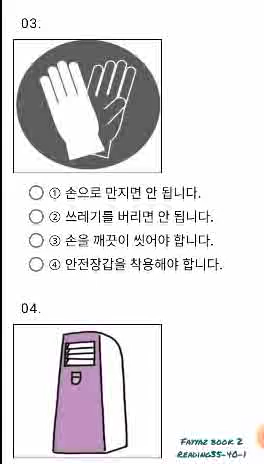 03.
① 손으로 만지면 안 됩니다.
② 쓰레기를 버리면 안 됩니다.
③ 손을 깨끗이 씻어야 합니다.
④ 안전장갑을 착용해야 합니다.
04.
FAYYAZ BOOK 2
READING35-40-1